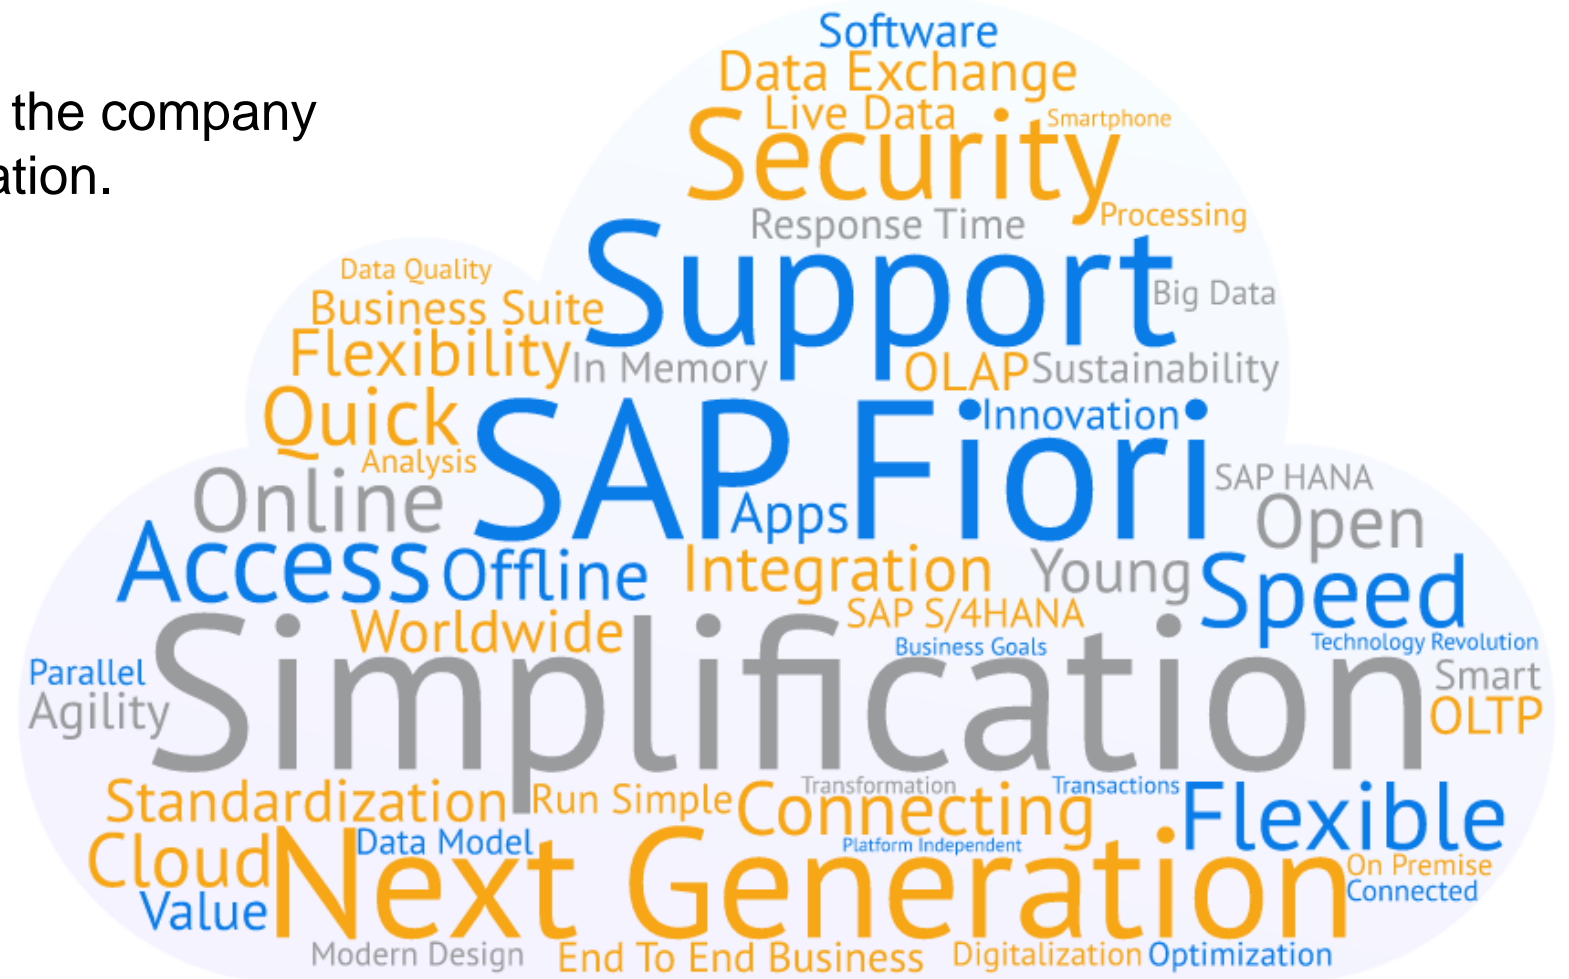 the company
ation.
Software
Data Exchange
Live Data
Smartphone
Security
Processing
Response Time
Support
Data Quality
Big Data
Business Suite
Flexibility
In Memory
OLAP
Sustainability
Quick
SAP Fiori
Innovation
Analysis
Online
Apps
SAP HANA
Open
Access
Offline
Integration
Young
Speed
Worldwide
SAP S/4HANA
Business Goals
Technology Revolution
Parallel
Simplification
Smart
Agility
OLTP
Standardization
Run Simple
Transformation
Connecting
Transactions
Flexible
Cloud
Data Model
Next Generation
Platform Independent
On Premise
Connected
Value
Modern Design
End To End Business
Digitalization
Optimization